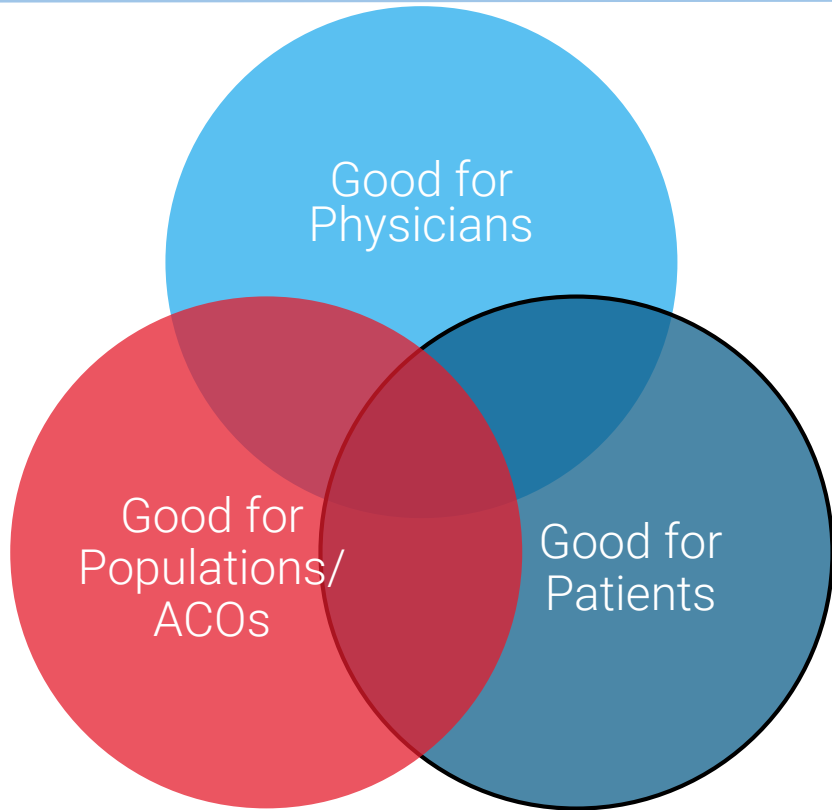 Good for
Physicians
Good for
Populations/
ACOs
Good for
Patients